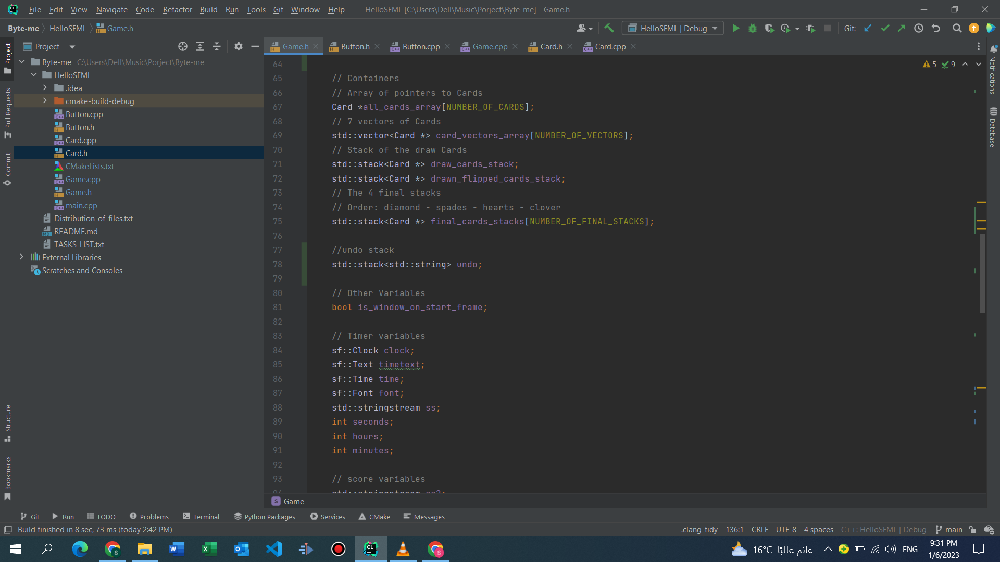 File Edit View Navigate Code Refactor Build Run Tools Git Window Help HelloSFML [C:\Users\Dell\Music\Porject\Byte-me] - Game.h
Byte-me HelloSFML Game.h HelloSFML | Debug Git:
Project
Game.h Button.h Button.cpp Game.cpp Card.h Card.cpp
Byte-me C:\Users\Dell\Music\Porject\Byte-me
HelloSFML
.idea
cmake-build-debug
Button.cpp
Button.h
Card.cpp
Card.h
CMakeLists.txt
Game.cpp
Game.h
main.cpp
Distribution_of_files.txt
README.md
TASKS_LIST.txt
External Libraries
Scratches and Consoles
Project
Pull Requests
Commit
Structure
Bookmarks
5 9
64
65 // Containers
66 // Array of pointers to Cards
67 Card *all_cards_array[NUMBER_OF_CARDS];
68 // 7 vectors of Cards
69 std::vector<Card *> card_vectors_array[NUMBER_OF_VECTORS];
70 // Stack of the draw Cards
71 std::stack<Card *> draw_cards_stack;
72 std::stack<Card *> drawn_flipped_cards_stack;
73 // The 4 final stacks
74 // Order: diamond - spades - hearts - clover
75 std::stack<Card *> final_cards_stacks[NUMBER_OF_FINAL_STACKS];
76
77 //undo stack
78 std::stack<std::string> undo;
79
80 // Other Variables
81 bool is_window_on_start_frame;
82
83 // Timer variables
84 sf::Clock clock;
85 sf::Text timetext;
86 sf::Time time;
87 sf::Font font;
88 std::stringstream ss;
89 int seconds;
90 int hours;
91 int minutes;
92
93 // score variables
94 std::stringstream ss2;
Notifications
Database
S Game
Git Run TODO Problems Terminal Python Packages Services CMake Messages
Build finished in 8 sec, 73 ms (today 2:42 PM) .clang-tidy 136:1 CRLF UTF-8 4 spaces C++: HelloSFML | Debug main
16°C غائم غالبًا ENG 9:31 PM
1/6/2023